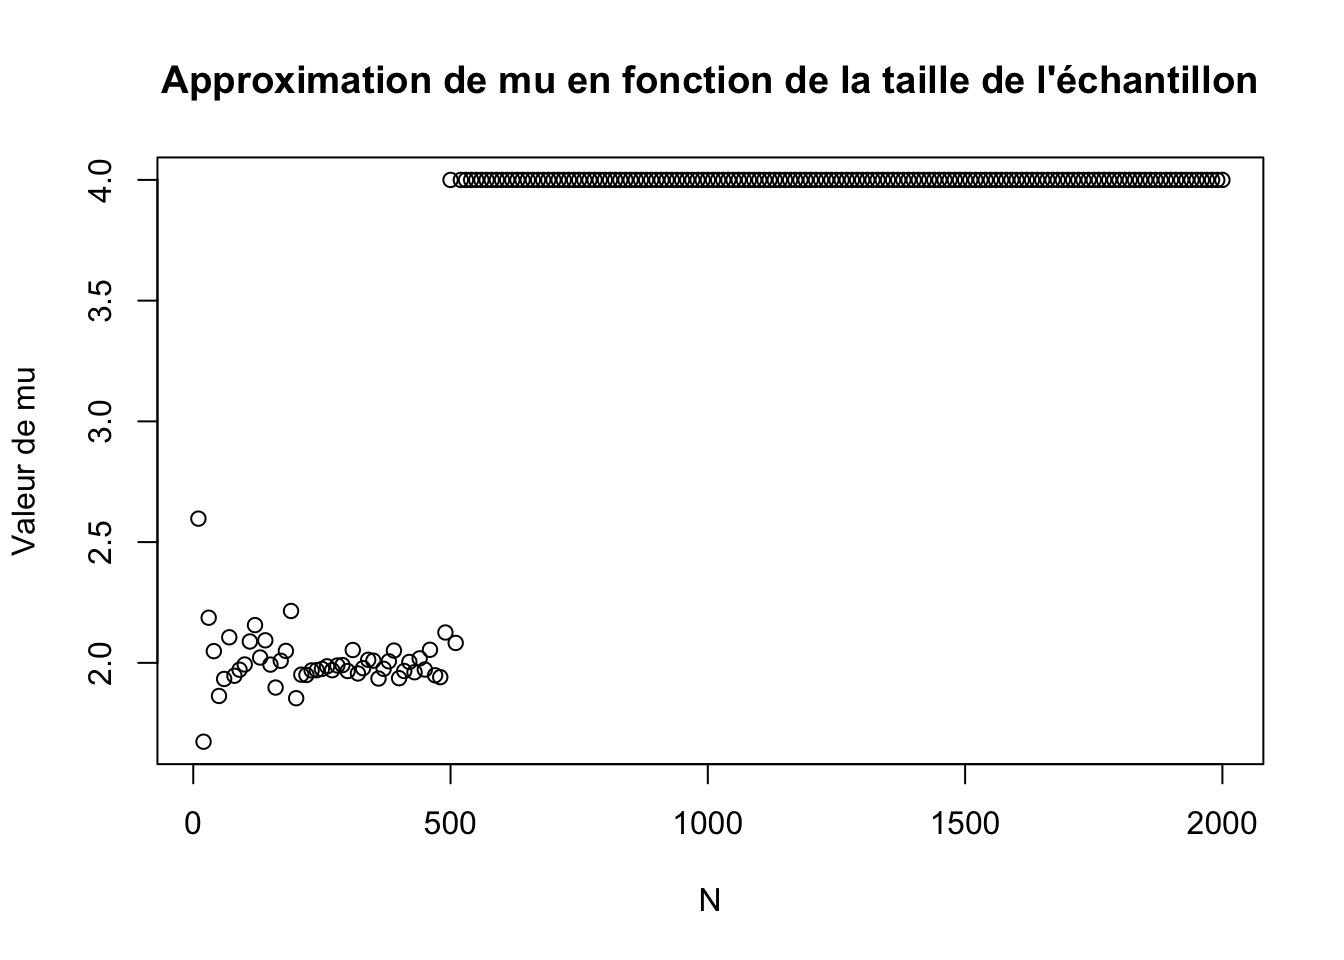 Approximation de mu en fonction de la taille de l'échantillon
4.0
3.5
3.0
2.5
2.0
Valeur de mu
0 500 1000 1500 2000
N